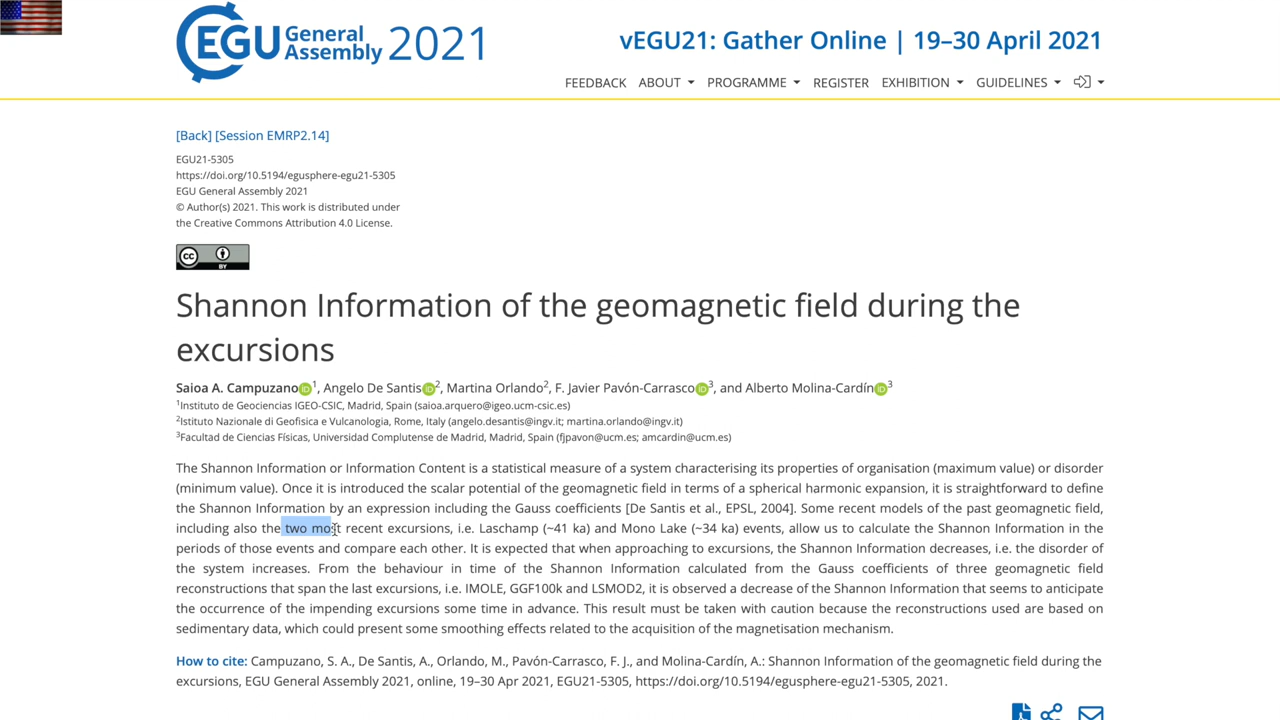 EGU General Assembly 2021
vEGU21: Gather Online | 19–30 April 2021
FEEDBACK ABOUT PROGRAMME REGISTER EXHIBITION GUIDELINES
[Back] [Session EMRP2.14]
EGU21-5305
https://doi.org/10.5194/egusphere-egu21-5305
EGU General Assembly 2021
© Author(s) 2021. This work is distributed under
the Creative Commons Attribution 4.0 License.
cc BY
Shannon Information of the geomagnetic field during the
excursions
Saioa A. Campuzano iD 1, Angelo De Santis iD 2, Martina Orlando2, F. Javier Pavón-Carrasco iD 3, and Alberto Molina-Cardín iD 3
1Instituto de Geociencias IGEO-CSIC, Madrid, Spain (saioa.arquero@igeo.ucm-csic.es)
2Istituto Nazionale di Geofisica e Vulcanologia, Rome, Italy (angelo.desantis@ingv.it; martina.orlando@ingv.it)
3Facultad de Ciencias Físicas, Universidad Complutense de Madrid, Madrid, Spain (fjpavon@ucm.es; amcardin@ucm.es)
The Shannon Information or Information Content is a statistical measure of a system characterising its properties of organisation (maximum value) or disorder
(minimum value). Once it is introduced the scalar potential of the geomagnetic field in terms of a spherical harmonic expansion, it is straightforward to define
the Shannon Information by an expression including the Gauss coefficients [De Santis et al., EPSL, 2004]. Some recent models of the past geomagnetic field,
including also the two most recent excursions, i.e. Laschamp (~41 ka) and Mono Lake (~34 ka) events, allow us to calculate the Shannon Information in the
periods of those events and compare each other. It is expected that when approaching to excursions, the Shannon Information decreases, i.e. the disorder of
the system increases. From the behaviour in time of the Shannon Information calculated from the Gauss coefficients of three geomagnetic field
reconstructions that span the last excursions, i.e. IMOLE, GGF100k and LSMOD2, it is observed a decrease of the Shannon Information that seems to anticipate
the occurrence of the impending excursions some time in advance. This result must be taken with caution because the reconstructions used are based on
sedimentary data, which could present some smoothing effects related to the acquisition of the magnetisation mechanism.
How to cite: Campuzano, S. A., De Santis, A., Orlando, M., Pavón-Carrasco, F. J., and Molina-Cardín, A.: Shannon Information of the geomagnetic field during the
excursions, EGU General Assembly 2021, online, 19–30 Apr 2021, EGU21-5305, https://doi.org/10.5194/egusphere-egu21-5305, 2021.